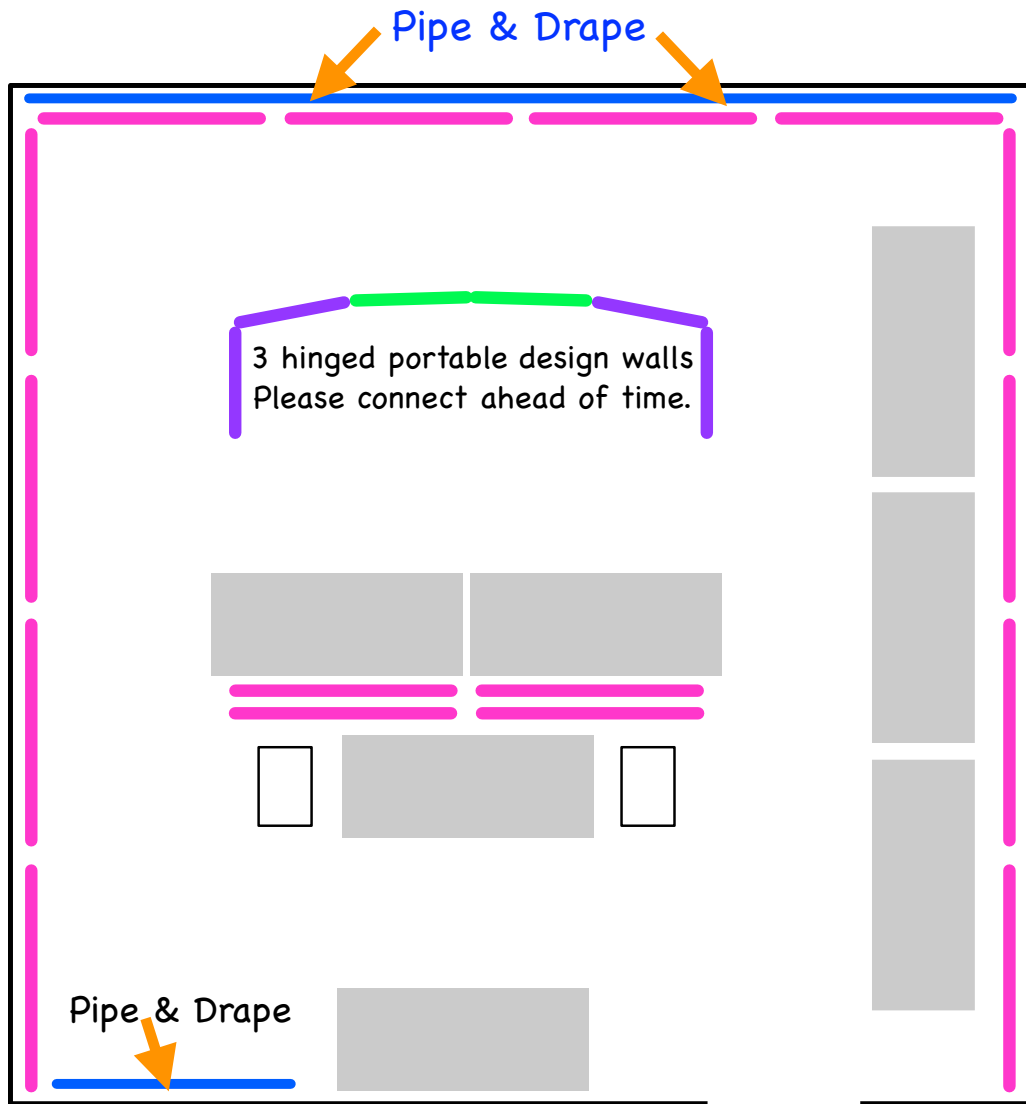 Pipe & Drape
3 hinged portable design walls
Please connect ahead of time.
Pipe & Drape